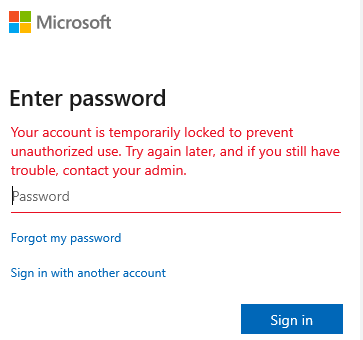 Microsoft
Enter password
Your account is temporarily locked to prevent
unauthorized use. Try again later, and if you still have
trouble, contact your admin.
Password
Forgot my password
Sign in with another account
Sign in